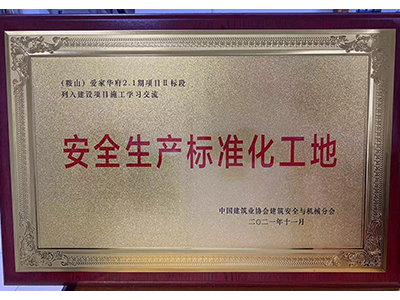 (鞍山)爱家华府2.1期项目Ⅱ标段
列入建设项目施工学习交流
安全生产标准化工地
中国建筑业协会建筑安全与机械分会
二〇二一年十一月